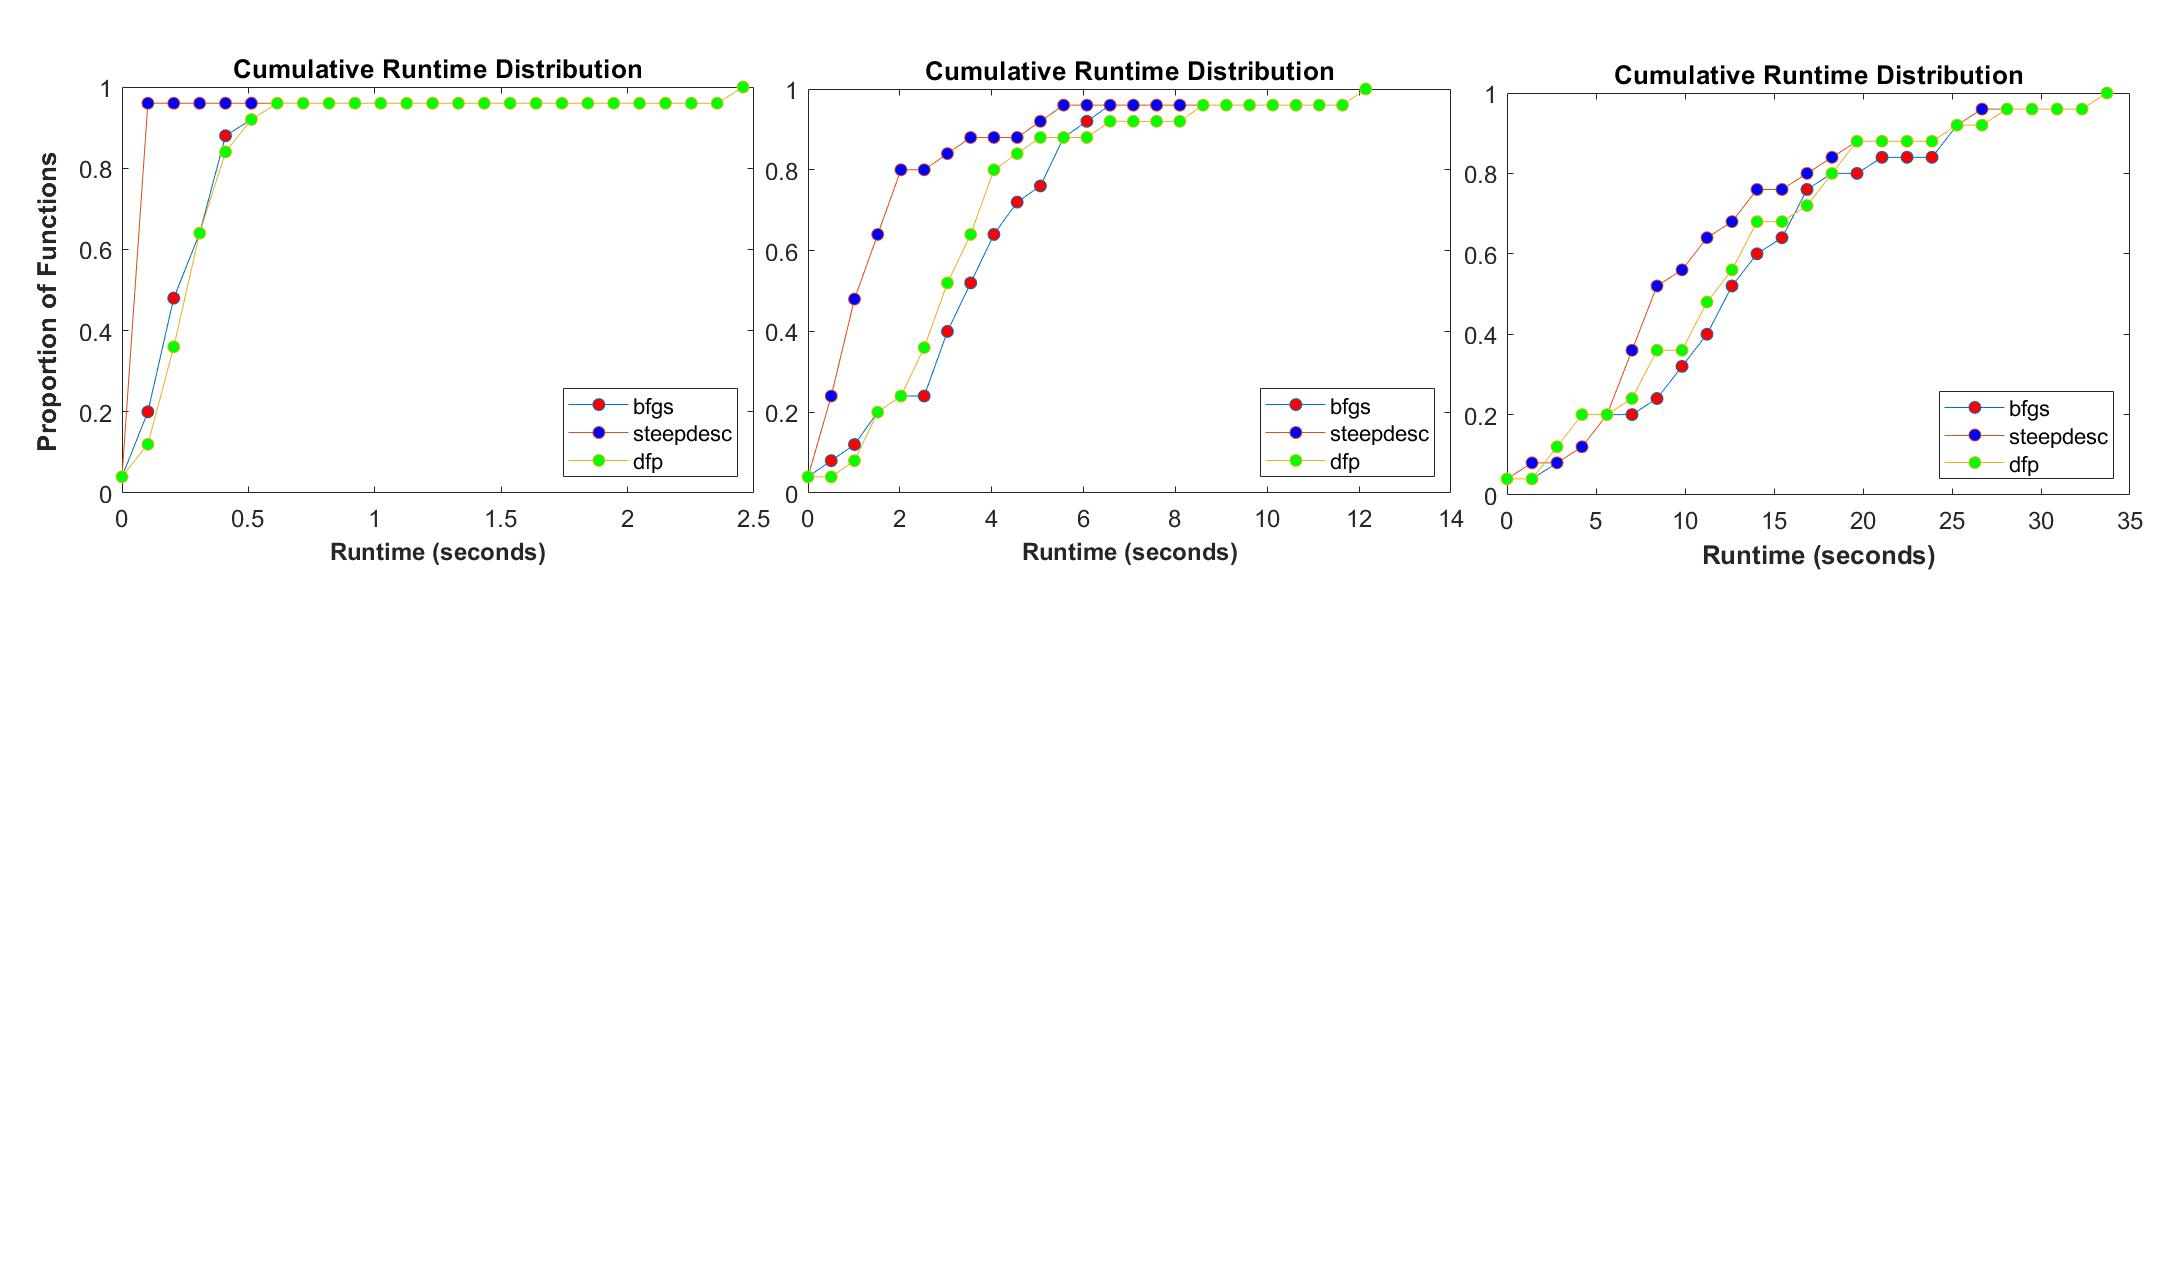 Cumulative Runtime Distribution
Proportion of Functions
1
0.8
0.6
0.4
0.2
0
0 0.5 1 1.5 2 2.5
Runtime (seconds)
bfgs
steepdesc
dfp
Cumulative Runtime Distribution
1
0.8
0.6
0.4
0.2
0
0 2 4 6 8 10 12 14
Runtime (seconds)
bfgs
steepdesc
dfp
Cumulative Runtime Distribution
1
0.8
0.6
0.4
0.2
0
0 5 10 15 20 25 30 35
Runtime (seconds)
bfgs
steepdesc
dfp